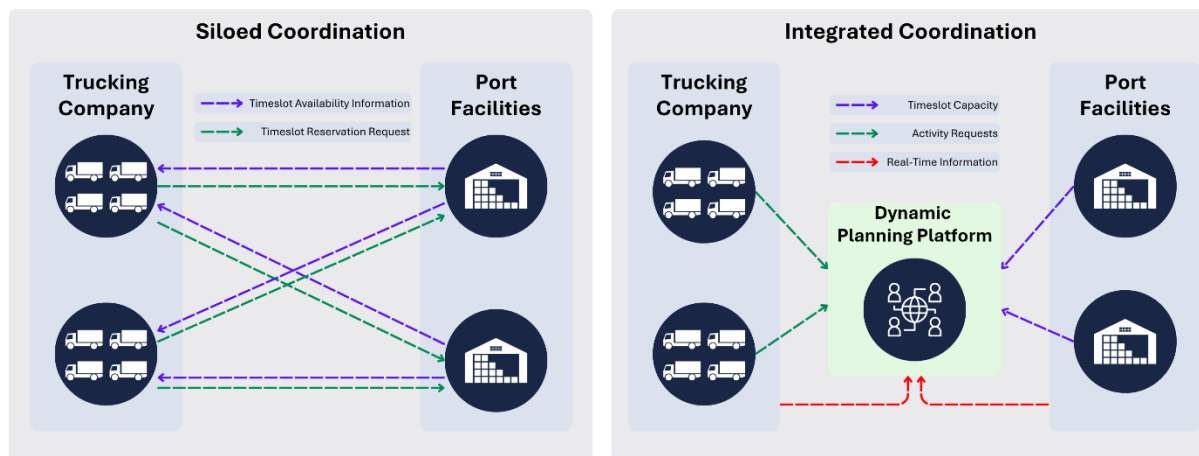 Siloed Coordination
Trucking
Company
Timeslot Availability Information
Timeslot Reservation Request
Port
Facilities
Integrated Coordination
Trucking
Company
Timeslot Capacity
Activity Requests
Real-Time Information
Port
Facilities
Dynamic
Planning Platform